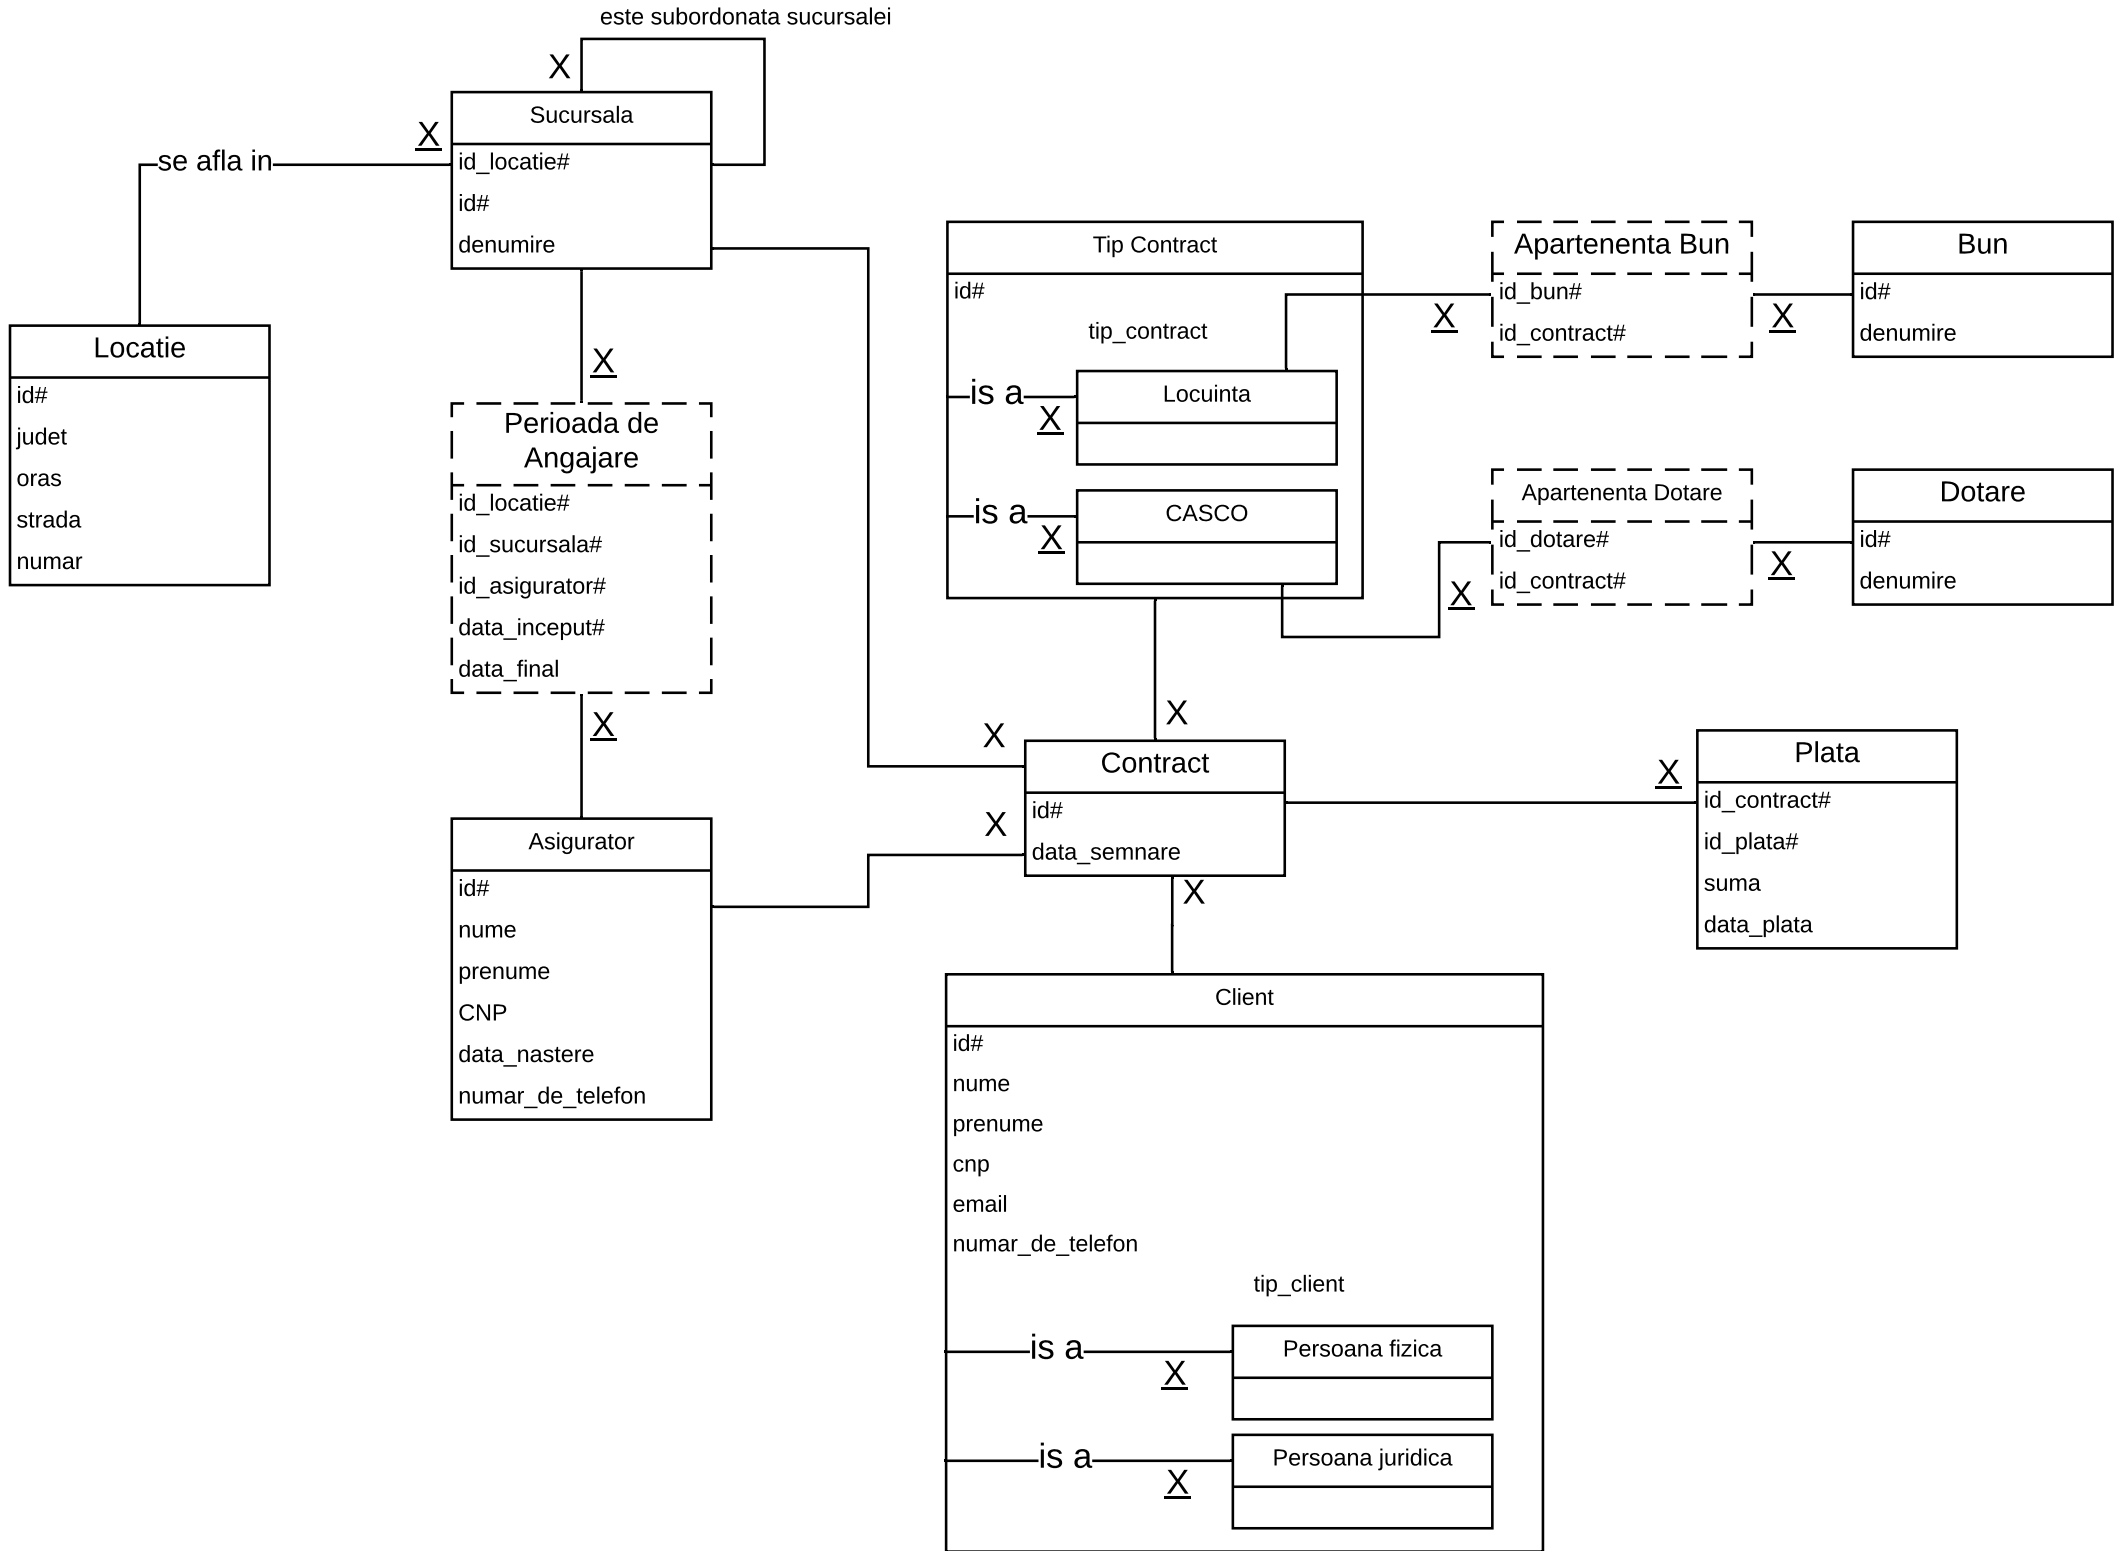 este subordonata sucursalei
X
Sucursala
X
se afla in
id_locatie#
id#
denumire
Locatie
id#
judet
oras
strada
numar
X
Perioada de
Angajare
id_locatie#
id_sucursala#
id_asigurator#
data_inceput#
data_final
X
Asigurator
id#
nume
prenume
CNP
data_nastere
numar_de_telefon
Tip Contract
id#
tip_contract
is a
X
Locuinta
is a
X
CASCO
X
Apartenenta Bun
id_bun#
id_contract#
X
Bun
id#
denumire
X
Apartenenta Dotare
id_dotare#
id_contract#
X
Dotare
id#
denumire
X
X
X
Contract
id#
data_semnare
X
X
Plata
id_contract#
id_plata#
suma
data_plata
Client
id#
nume
prenume
cnp
email
numar_de_telefon
tip_client
is a
X
Persoana fizica
is a
X
Persoana juridica